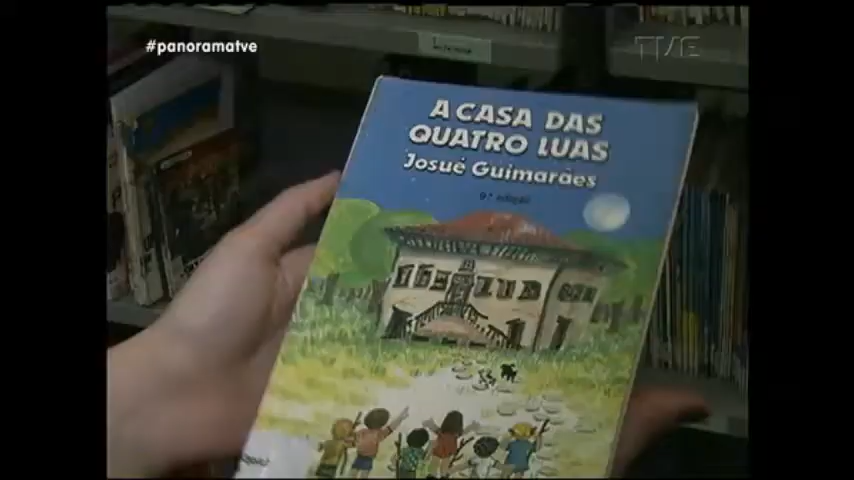 #panoramatve
TVE
A CASA DAS
QUATRO LUAS
Josué Guimarães
9ª edição